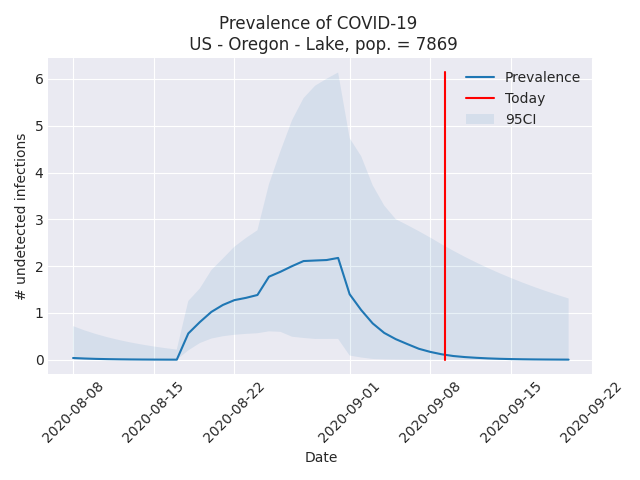 Prevalence of COVID-19
US - Oregon - Lake, pop. = 7869
Prevalence
Today
95CI
# undetected infections
6
5
4
3
2
1
0
2020-08-08
2020-08-15
2020-08-22
2020-09-01
2020-09-08
2020-09-15
2020-09-22
Date